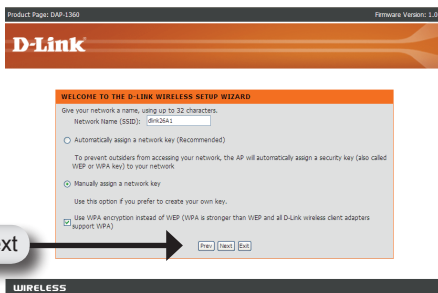 Product Page: DAP-1360 Firmware Version: 1.0
D-Link
WELCOME TO THE D-LINK WIRELESS SETUP WIZARD
Give your network a name, using up to 32 characters.
Network Name (SSID): dlink26A1
Automatically assign a network key (Recommended)
To prevent outsiders from accessing your network, the AP will automatically assign a security key (also called
WEP or WPA key) to your network
Manually assign a network key
Use this option if you prefer to create your own key.
Use WPA encryption instead of WEP (WPA is stronger than WEP and all D-Link wireless client adapters
support WPA)
ext
Prev Next Exit
WIRELESS